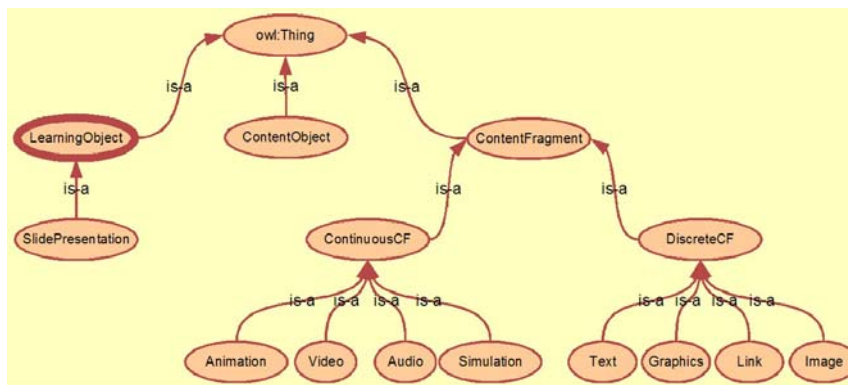 owl:Thing
is-a
is-a
is-a
LearningObject
ContentObject
ContentFragment
is-a
is-a
is-a
SlidePresentation
ContinuousCF
DiscreteCF
is-a
is-a
is-a
is-a
is-a
is-a
is-a
is-a
Animation
Video
Audio
Simulation
Text
Graphics
Link
Image